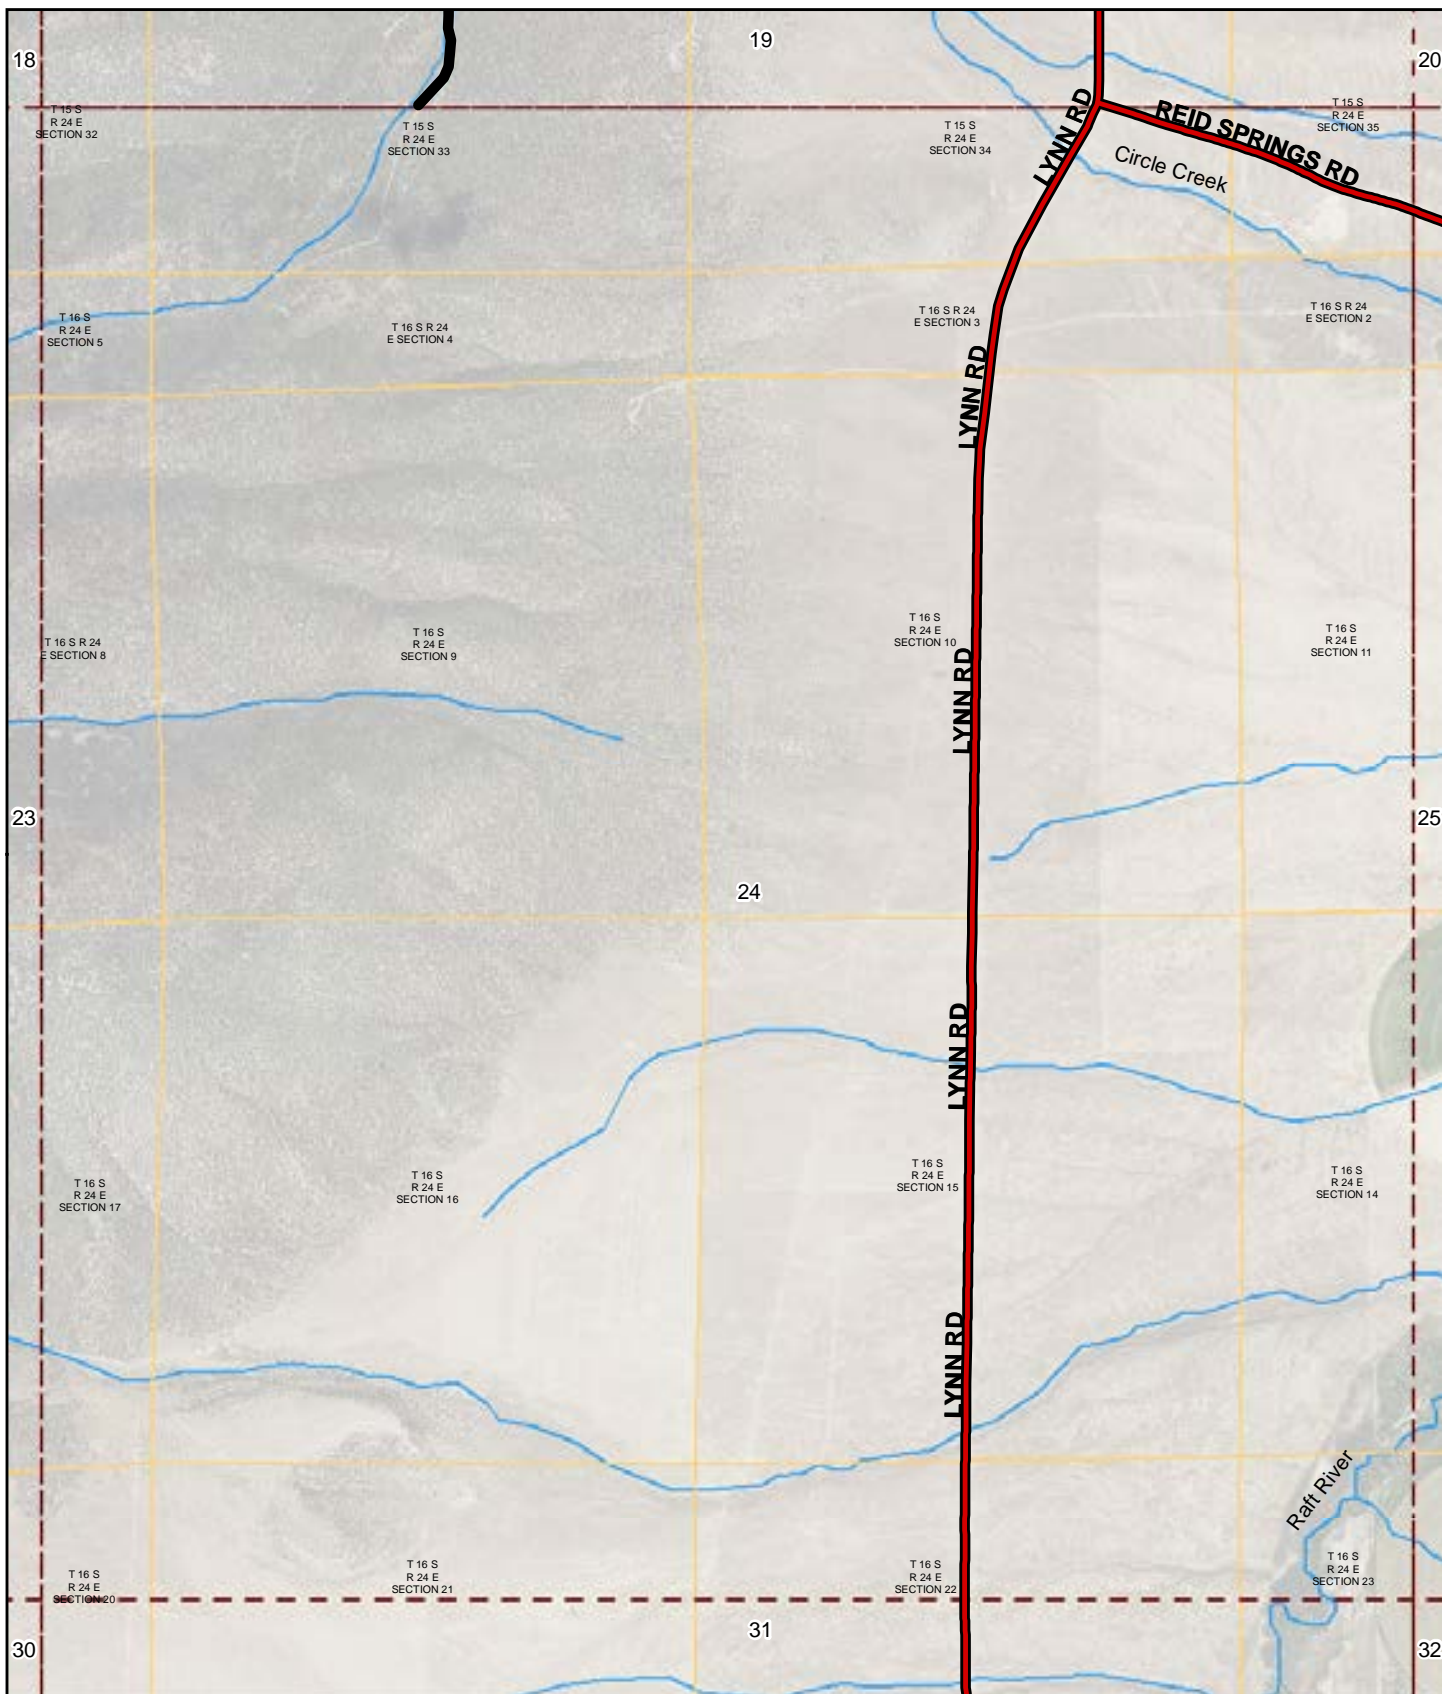 19
18
20
T 15 S
R 24 E
SECTION 32
T 15 S
R 24 E
SECTION 33
T 15 S
R 24 E
SECTION 34
LYNN RD
REID SPRINGS RD
T 15 S
R 24 E
SECTION 35
Circle Creek
T 16 S
R 24 E
SECTION 5
T 16 S R 24
E SECTION 4
T 16 S R 24
E SECTION 3
T 16 S R 24
E SECTION 2
LYNN RD
T 16 S R 24
E SECTION 8
T 16 S
R 24 E
SECTION 9
T 16 S
R 24 E
SECTION 10
T 16 S
R 24 E
SECTION 11
LYNN RD
23
25
24
LYNN RD
T 16 S
R 24 E
SECTION 17
T 16 S
R 24 E
SECTION 16
T 16 S
R 24 E
SECTION 15
T 16 S
R 24 E
SECTION 14
LYNN RD
Raft River
T 16 S
R 24 E
SECTION 20
T 16 S
R 24 E
SECTION 21
T 16 S
R 24 E
SECTION 22
T 16 S
R 24 E
SECTION 23
31
30
32